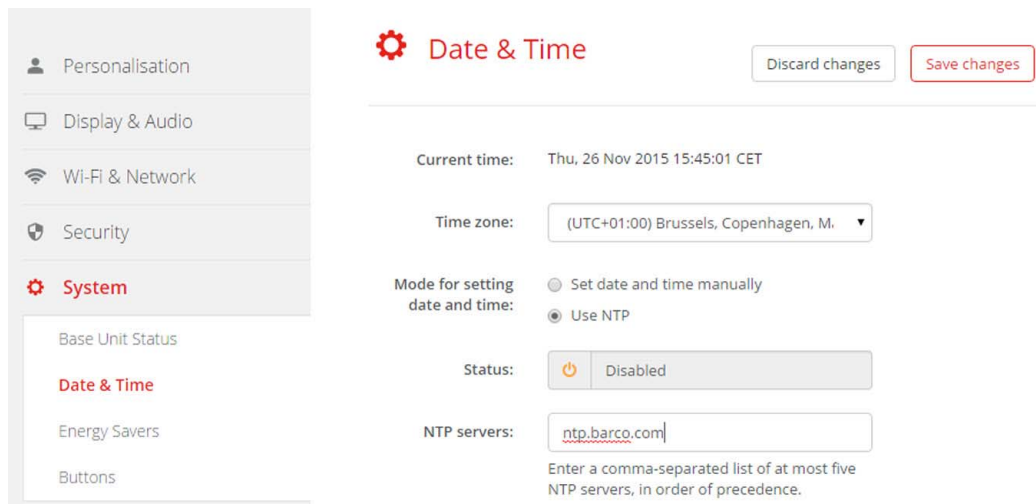 Personalisation
Display & Audio
Wi-Fi & Network
Security
System
Base Unit Status
Date & Time
Energy Savers
Buttons
Date & Time
Discard changes
Save changes
Current time: Thu, 26 Nov 2015 15:45:01 CET
Time zone: (UTC+01:00) Brussels, Copenhagen, M
Mode for setting
date and time:
Set date and time manually
Use NTP
Status: Disabled
NTP servers: ntp.barco.com
Enter a comma-separated list of at most five
NTP servers, in order of precedence.